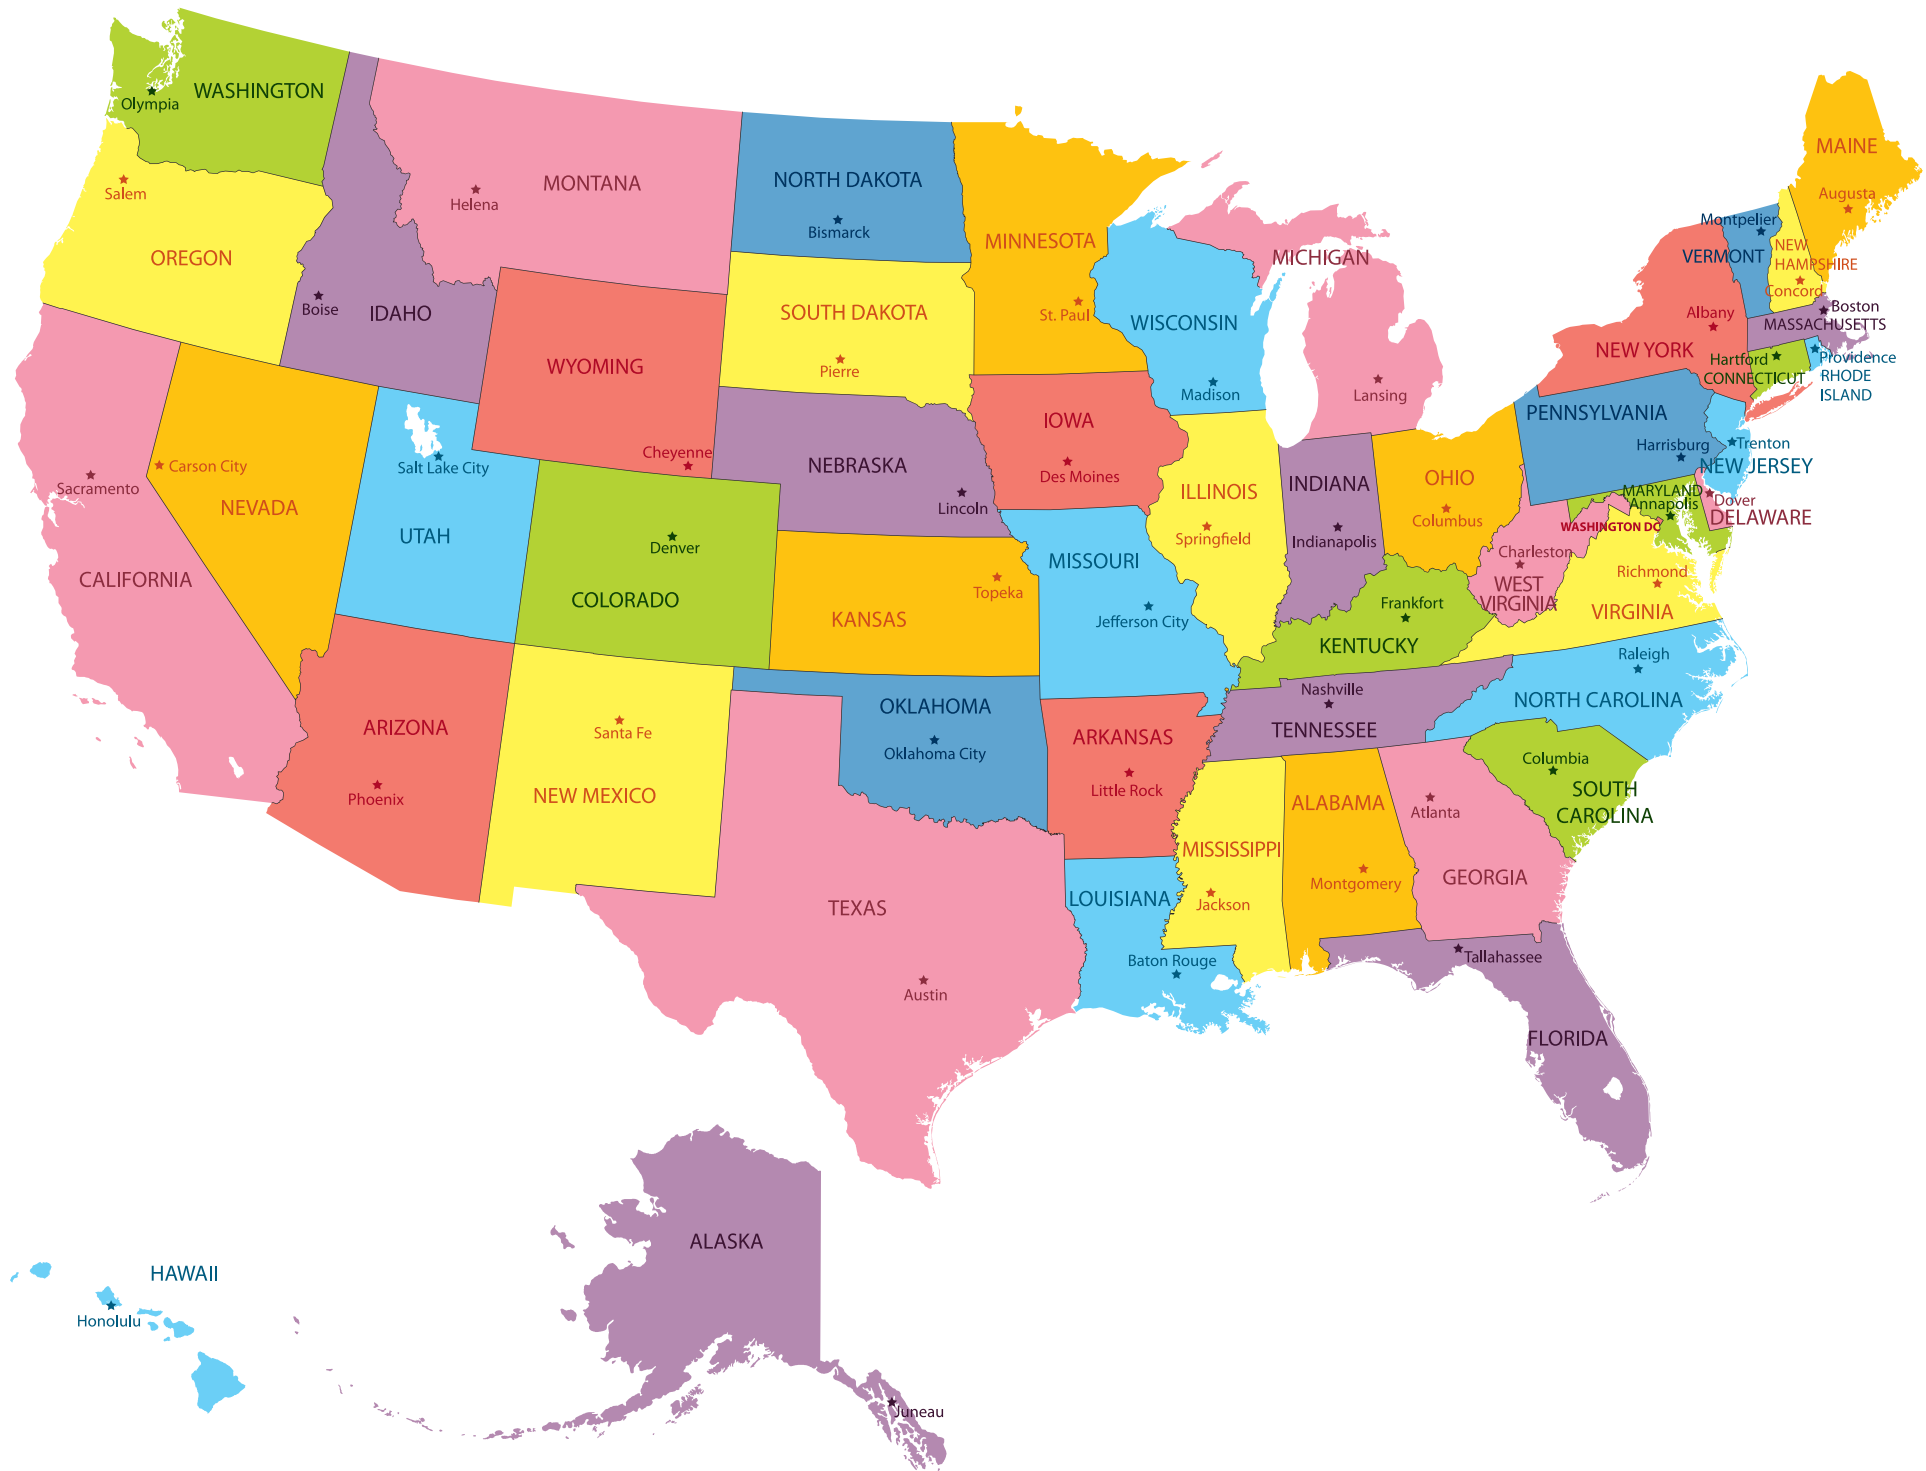 WASHINGTON
Olympia
Salem
OREGON
MONTANA
Helena
IDAHO
Boise
NORTH DAKOTA
Bismarck
MINNESOTA
St. Paul
SOUTH DAKOTA
Pierre
WYOMING
Cheyenne
WISCONSIN
Madison
MICHIGAN
Lansing
MAINE
Augusta
Montpelier
VERMONT
NEW
HAMPSHIRE
Concord
Albany
NEW YORK
Boston
MASSACHUSETTS
Hartford
CONNECTICUT
Providence
RHODE
ISLAND
PENNSYLVANIA
Harrisburg
Trenton
NEW JERSEY
MARYLAND
Annapolis
Dover
DELAWARE
WASHINGTON DC
CALIFORNIA
Sacramento
Carson City
NEVADA
Salt Lake City
UTAH
Denver
COLORADO
NEBRASKA
Lincoln
IOWA
Des Moines
KANSAS
Topeka
MISSOURI
Jefferson City
ILLINOIS
Springfield
INDIANA
Indianapolis
OHIO
Columbus
Charleston
WEST
VIRGINIA
Richmond
VIRGINIA
Frankfort
KENTUCKY
Nashville
TENNESSEE
Raleigh
NORTH CAROLINA
Columbia
SOUTH
CAROLINA
ARIZONA
Phoenix
Santa Fe
NEW MEXICO
OKLAHOMA
Oklahoma City
ARKANSAS
Little Rock
TEXAS
Austin
LOUISIANA
Baton Rouge
MISSISSIPPI
Jackson
ALABAMA
Montgomery
Atlanta
GEORGIA
Tallahassee
FLORIDA
ALASKA
Juneau
HAWAII
Honolulu